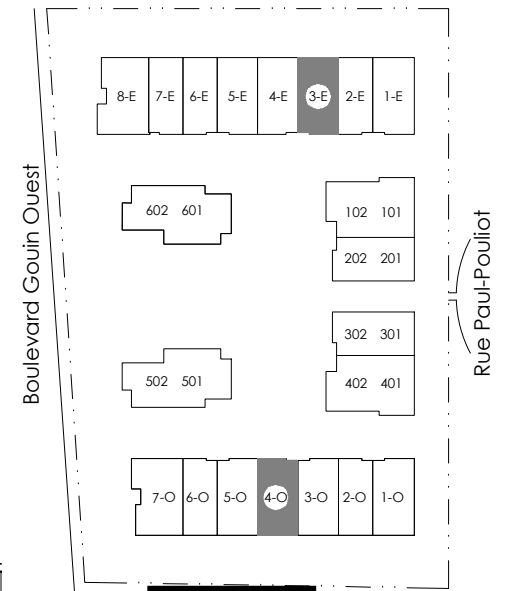 8-E 7-E 6-E 5-E 4-E 3-E 2-E 1-E
Boulevard Gouin Ouest
602 601
102 101
202 201
Rue Paul-Pouliot
302 301
502 501
402 401
7-O 6-O 5-O 4-O 3-O 2-O 1-O